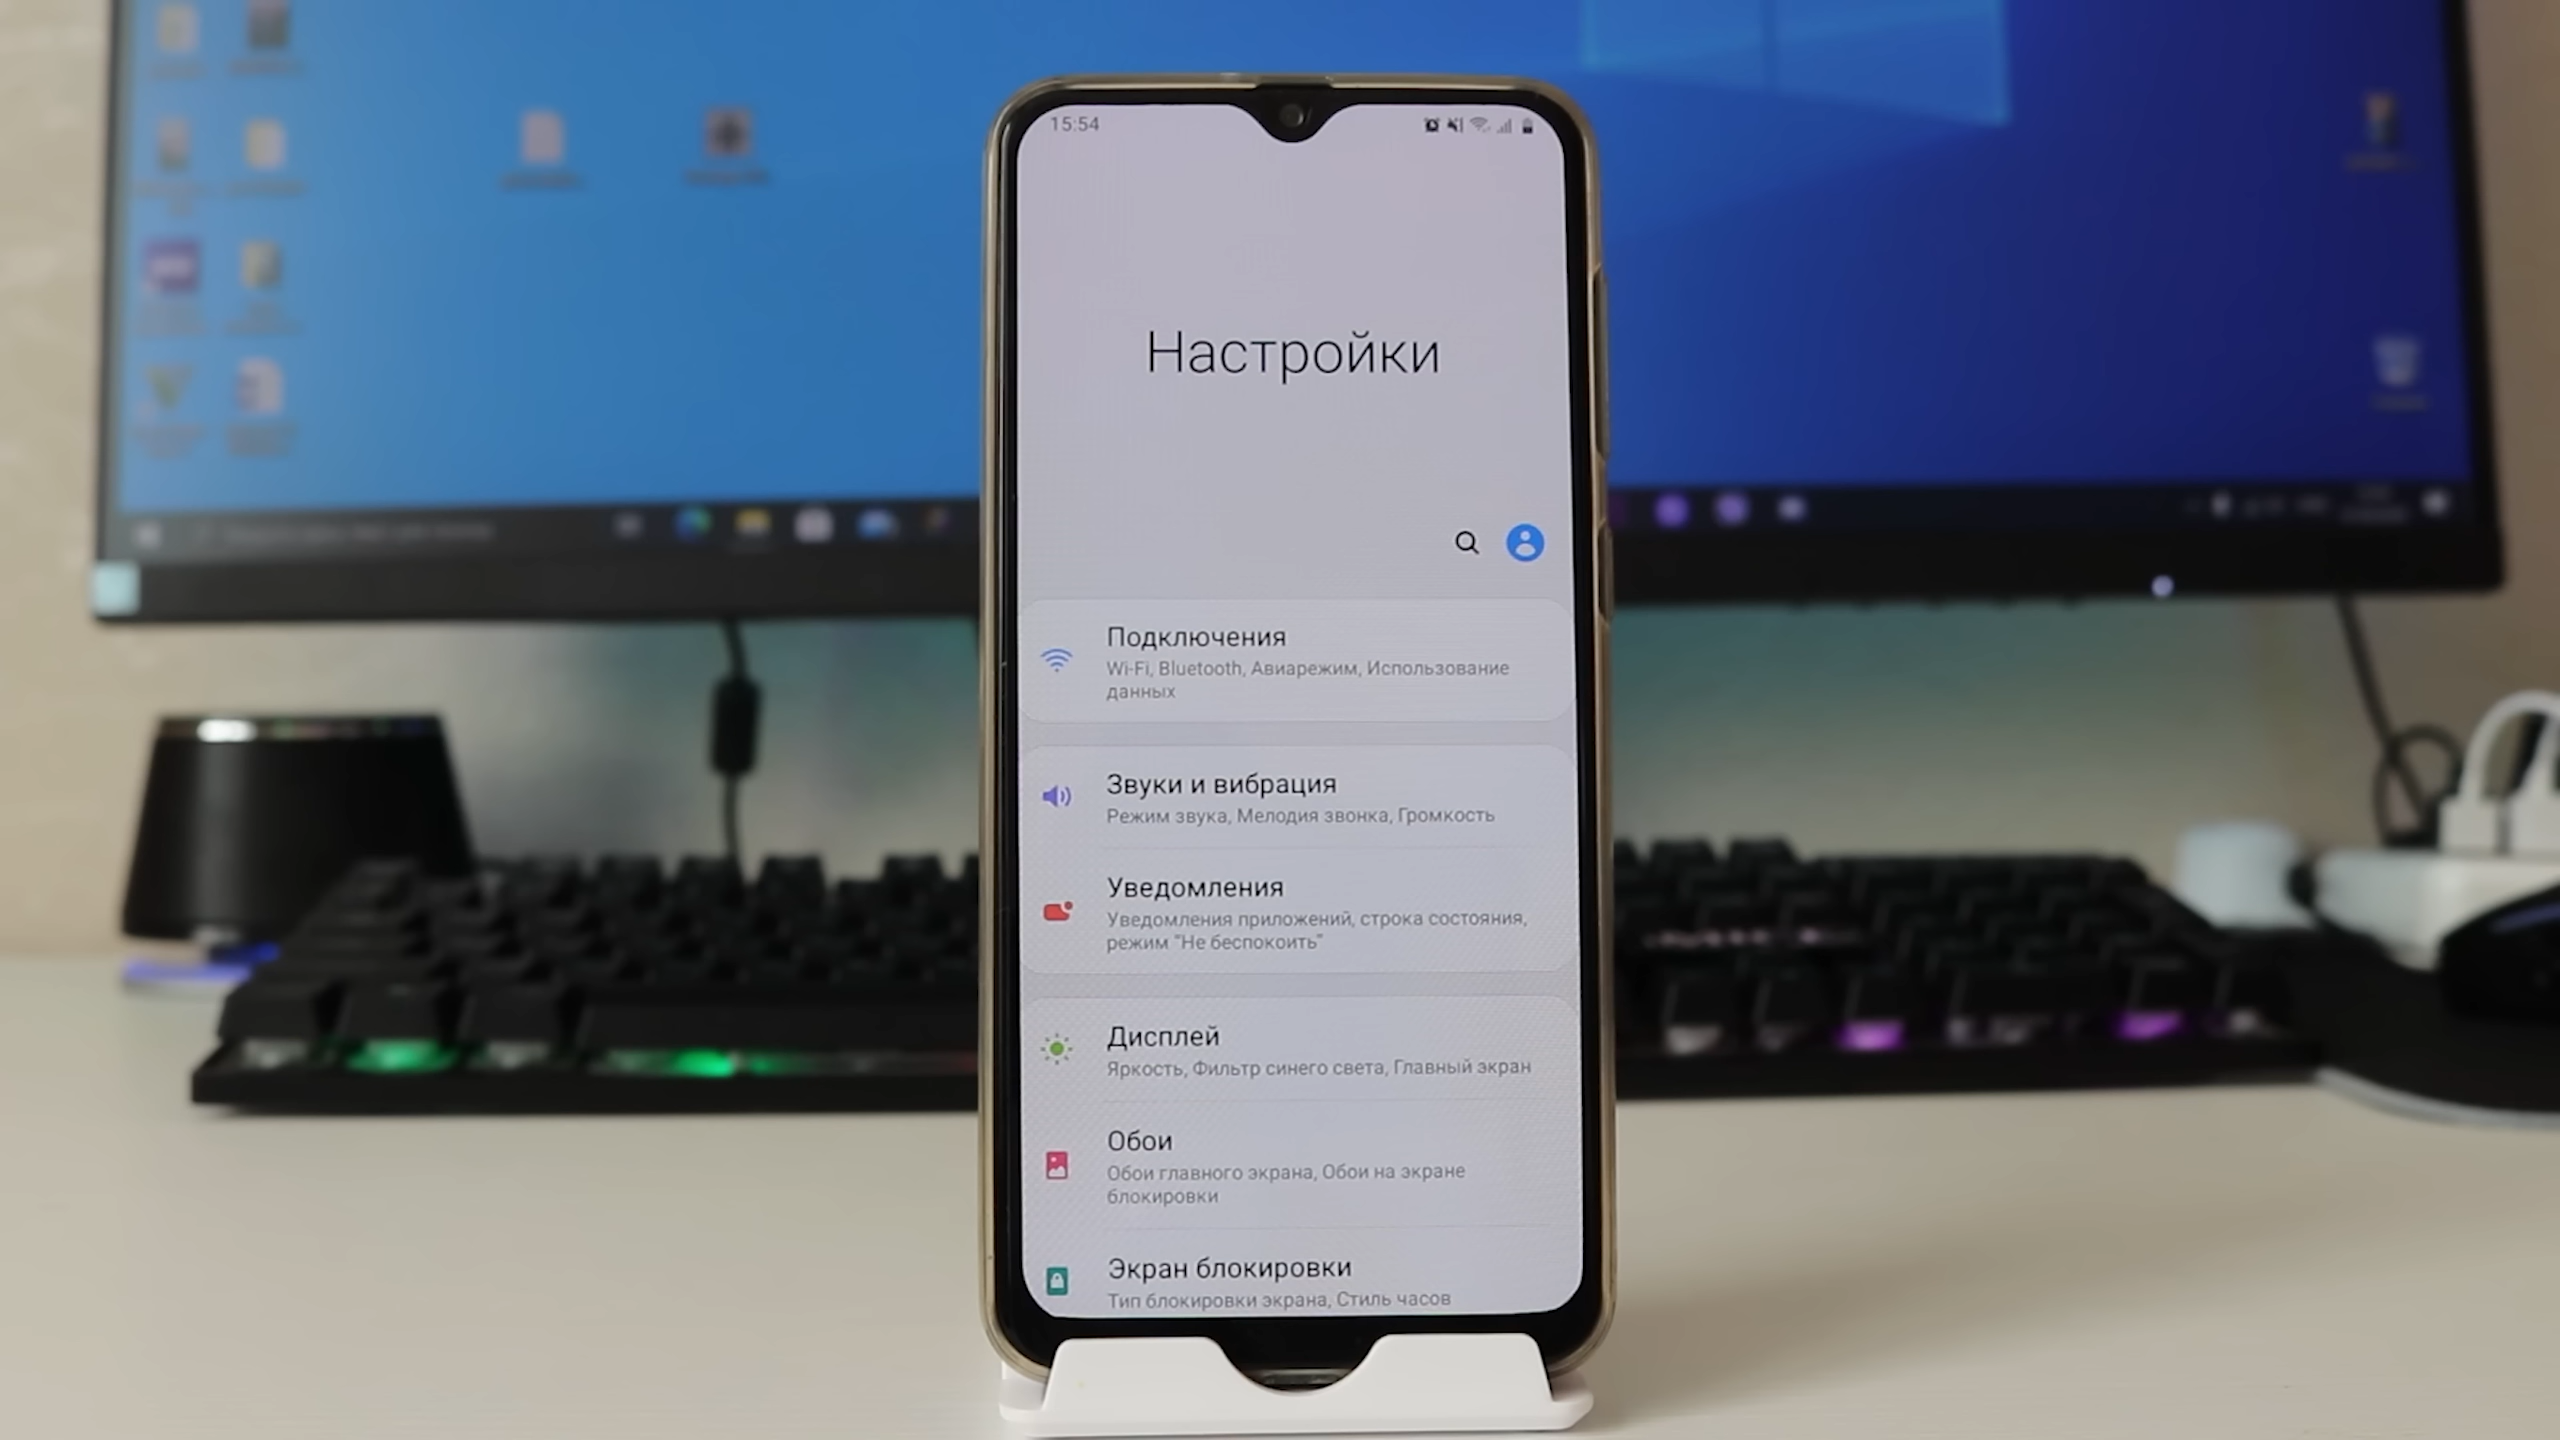 15:54
Настройки
Подключения
Wi-Fi, Bluetooth, Авиарежим, Использование
данных
Звуки и вибрация
Режим звука, Мелодия звонка, Громкость
Уведомления
Уведомления приложений, строка состояния,
режим "Не беспокоить"
Дисплей
Яркость, Фильтр синего света, Главный экран
Обои
Обои главного экрана, Обои на экране
блокировки
Экран блокировки
Тип блокировки экрана, Стиль часов